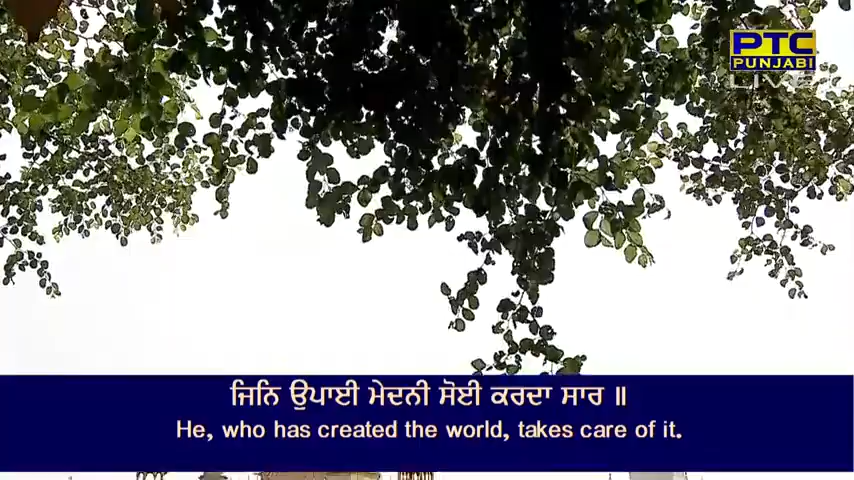 PTC
PUNJABI
LIVE
ਜਿਨਿ ਉਪਾਈ ਮੇਦਨੀ ਸੋਈ ਕਰਦਾ ਸਾਰ ॥
He, who has created the world, takes care of it.